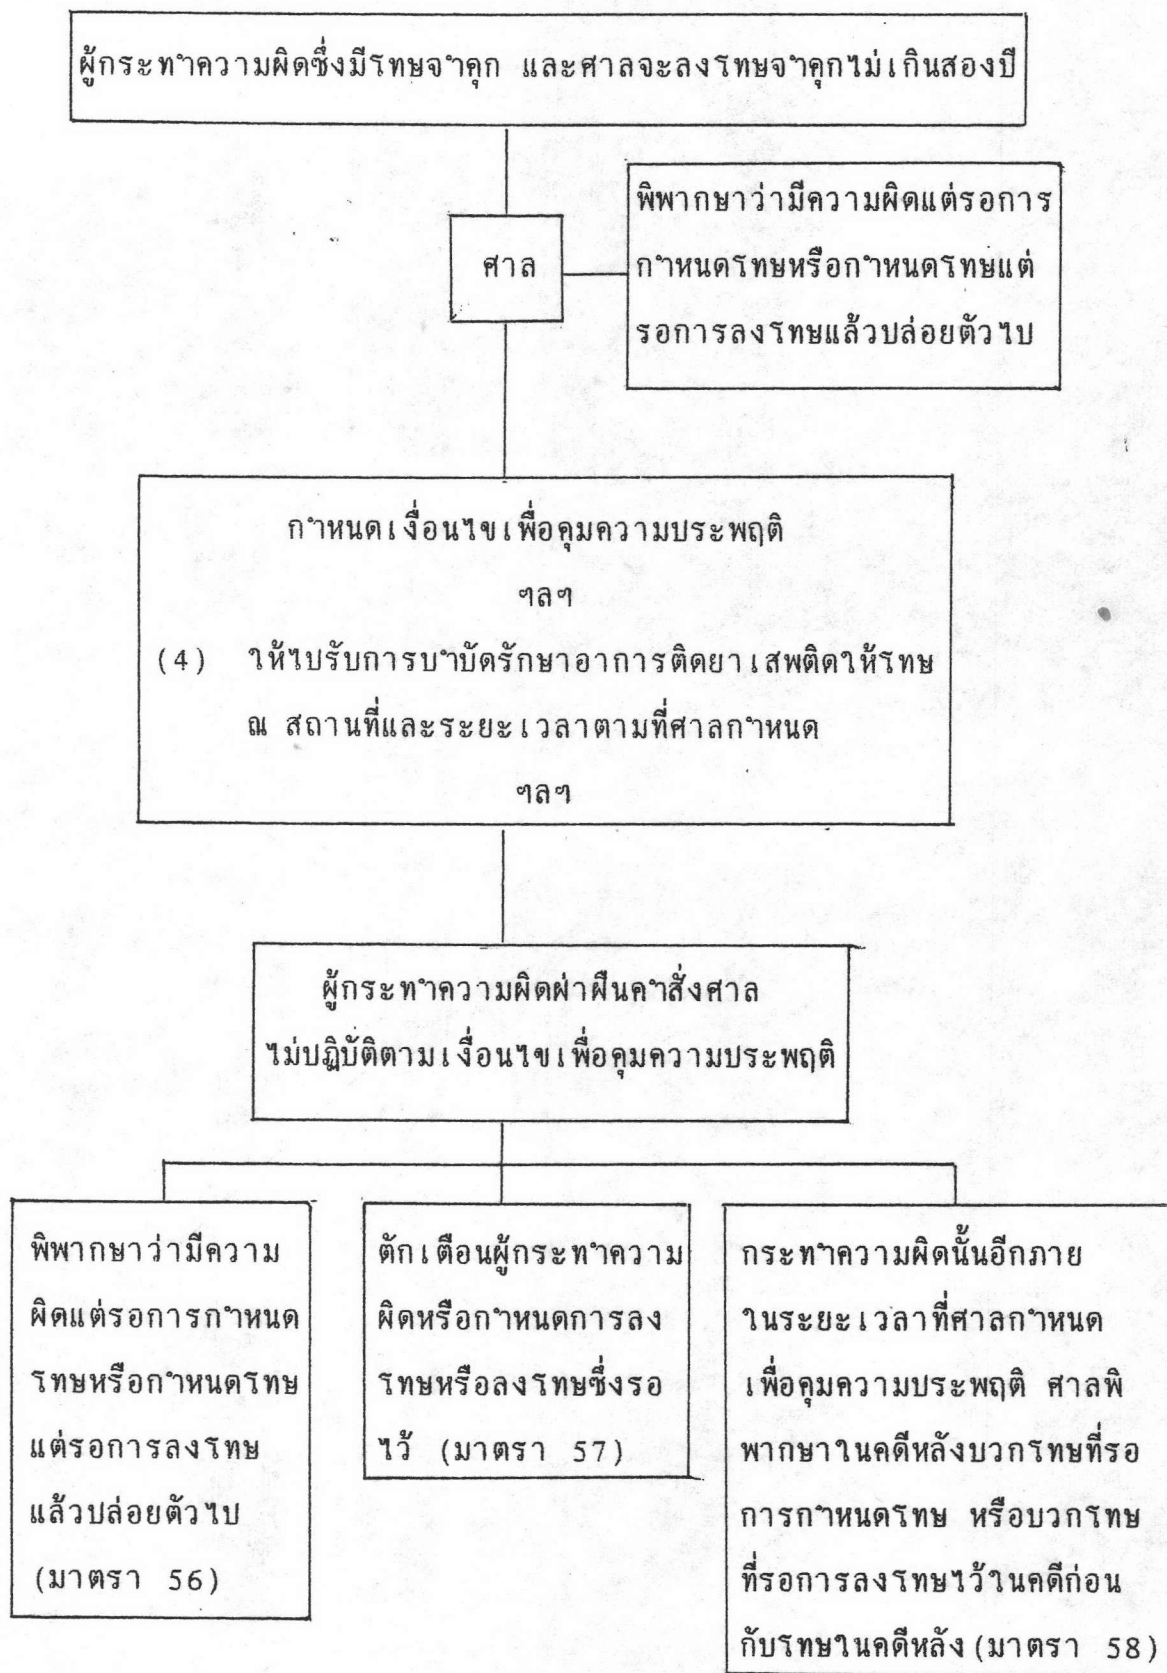 ผู้กระทำความผิดซึ่งมีโทษจำคุก และศาลจะลงโทษจำคุกไม่เกินสองปี
ศาล
พิพากษาว่ามีความผิดแต่รอการ
กำหนดโทษหรือกำหนดโทษแต่
รอการลงโทษแล้วปล่อยตัวไป
กำหนดเงื่อนไขเพื่อคุมความประพฤติ
ฯลฯ
(4) ให้ไปรับการบำบัดรักษาอาการติดยาเสพติดให้โทษ
ณ สถานที่และระยะเวลาตามที่ศาลกำหนด
ฯลฯ
ผู้กระทำความผิดฝ่าฝืนคำสั่งศาล
ไม่ปฏิบัติตามเงื่อนไขเพื่อคุมความประพฤติ
พิพากษาว่ามีความ
ผิดแต่รอการกำหนด
โทษหรือกำหนดโทษ
แต่รอการลงโทษ
แล้วปล่อยตัวไป
(มาตรา 56)
ตักเตือนผู้กระทำความ
ผิดหรือกำหนดการลง
โทษหรือลงโทษซึ่งรอ
ไว้ (มาตรา 57)
กระทำความผิดนั้นอีกภาย
ในระยะเวลาที่ศาลกำหนด
เพื่อคุมความประพฤติ ศาลพิ
พากษาในคดีหลังบวกโทษที่รอ
การกำหนดโทษ หรือบวกโทษ
ที่รอการลงโทษไว้ในคดีก่อน
กับโทษในคดีหลัง(มาตรา 58)